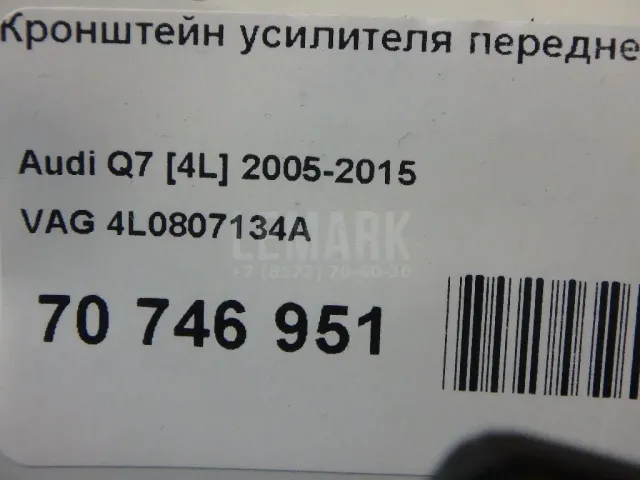 Кронштейн усилителя передне
Audi Q7 [4L] 2005-2015
VAG 4L0807134A
LEMARK
70 746 951